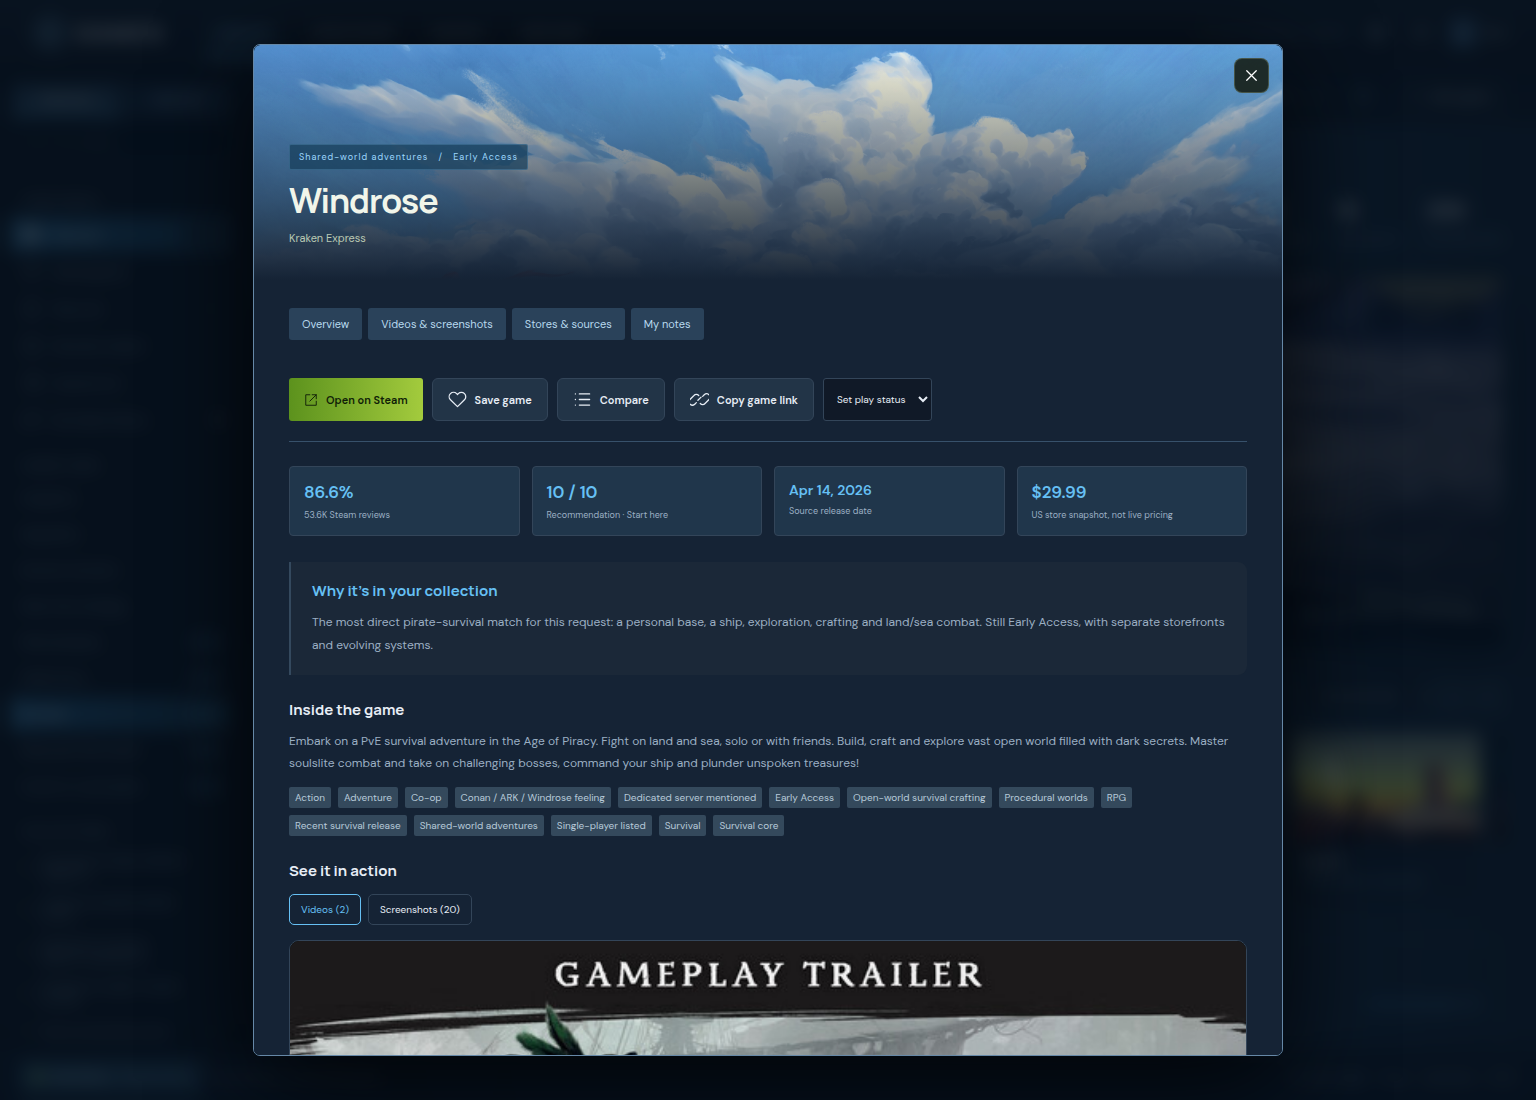 Shared-world adventures / Early Access
Windrose
Kraken Express
Overview
Videos & screenshots
Stores & sources
My notes
Open on Steam
Save game
Compare
Copy game link
Set play status
86.6%
53.6K Steam reviews
10 / 10
Recommendation · Start here
Apr 14, 2026
Source release date
$29.99
US store snapshot, not live pricing
Why it's in your collection
The most direct pirate-survival match for this request: a personal base, a ship, exploration, crafting and land/sea combat. Still Early Access, with separate storefronts
and evolving systems.
Inside the game
Embark on a PvE survival adventure in the Age of Piracy. Fight on land and sea, solo or with friends. Build, craft and explore vast open world filled with dark secrets. Master
soulslite combat and take on challenging bosses, command your ship and plunder unspoken treasures!
Action
Adventure
Co-op
Conan / ARK / Windrose feeling
Dedicated server mentioned
Early Access
Open-world survival crafting
Procedural worlds
RPG
Recent survival release
Shared-world adventures
Single-player listed
Survival
Survival core
See it in action
Videos (2)
Screenshots (20)
GAMEPLAY TRAILER